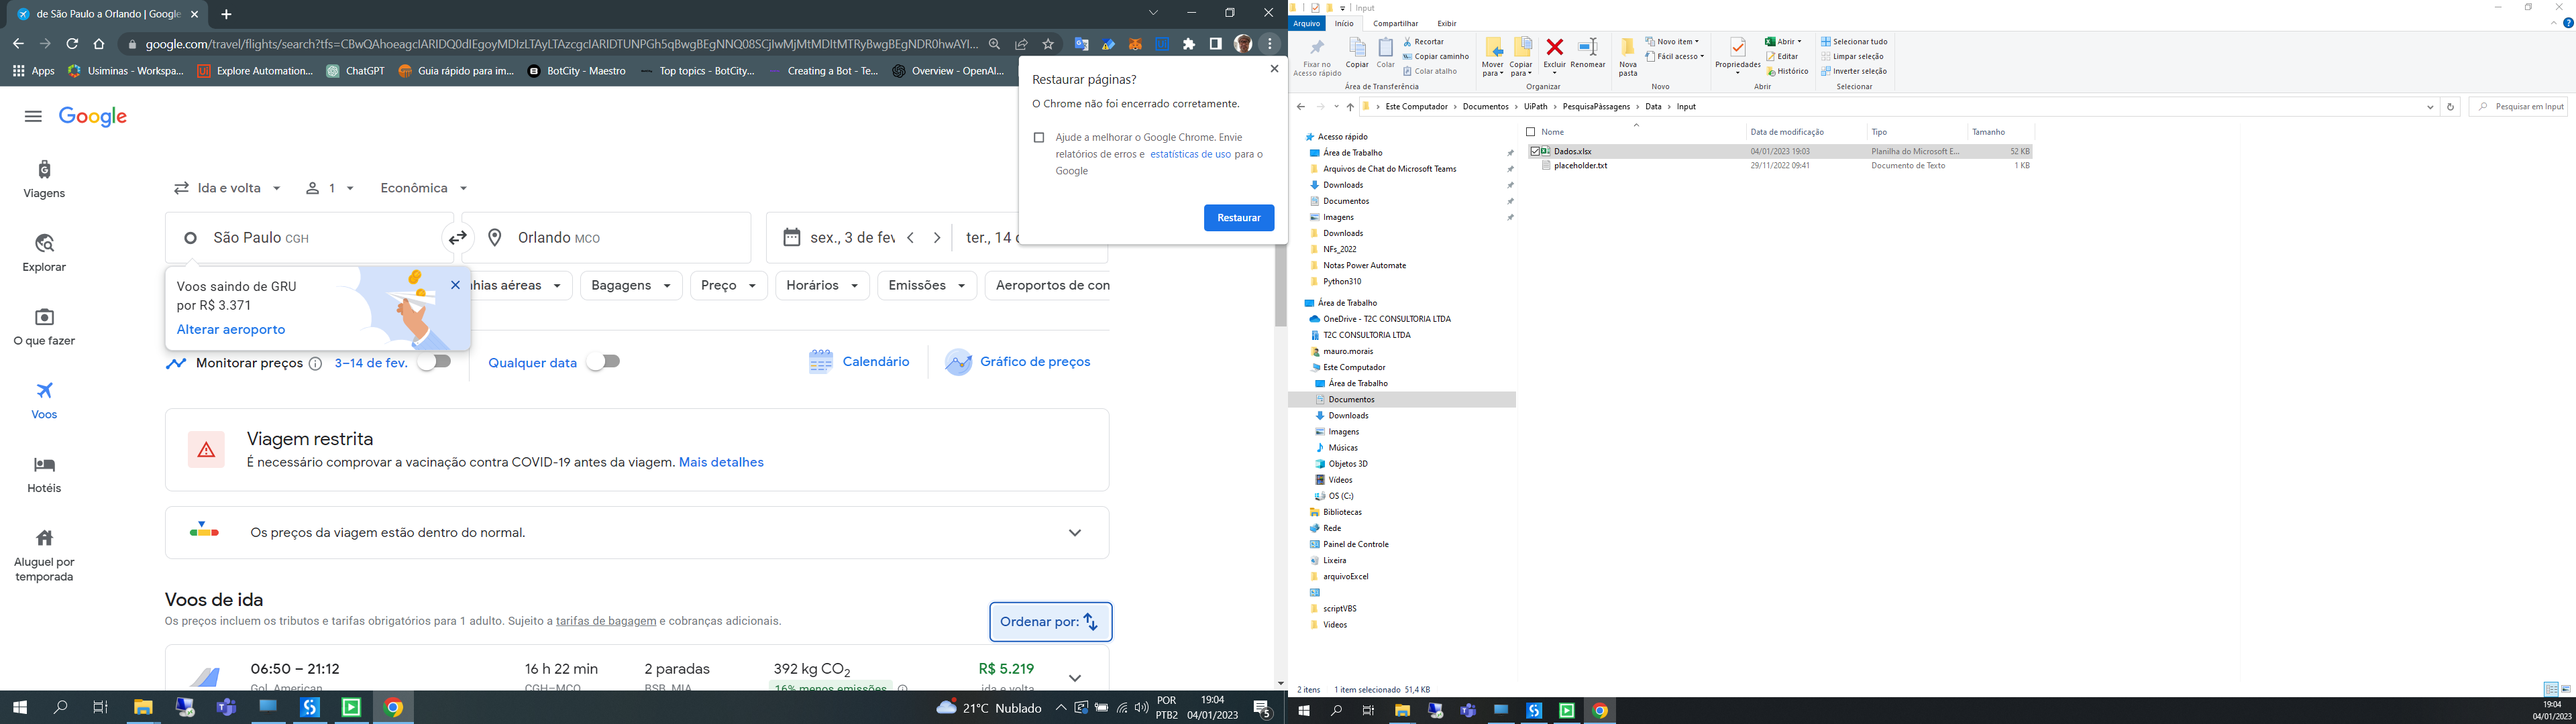 de São Paulo a Orlando | Google
google.com/travel/flights/search?tfs=CBwQAhoeagcIARIDQ0dIEgoyMDIzLTAyLTAzcgcIARIDTUNPGh5qBwgBEgNNQ08SCjIwMjMtMDItMTRyBwgBEgNDR0hwAYI...
Apps
Usiminas - Workspa...
Explore Automation...
ChatGPT
Guia rápido para im...
BotCity - Maestro
Top topics - BotCity...
Creating a Bot - Te...
Overview - OpenAI...
Restaurar páginas?
O Chrome não foi encerrado corretamente.
Ajude a melhorar o Google Chrome. Envie
relatórios de erros e estatísticas de uso para o
Google
Restaurar
Google
Viagens
Explorar
O que fazer
Voos
Hotéis
Aluguel por
temporada
Ida e volta
1
Econômica
São Paulo CGH
Orlando MCO
sex., 3 de fev
ter., 14 d
Voos saindo de GRU
por R$ 3.371
Alterar aeroporto
hias aéreas
Bagagens
Preço
Horários
Emissões
Aeroportos de con
Monitorar preços
3–14 de fev.
Qualquer data
Calendário
Gráfico de preços
Viagem restrita
É necessário comprovar a vacinação contra COVID-19 antes da viagem. Mais detalhes
Os preços da viagem estão dentro do normal.
Voos de ida
Os preços incluem os tributos e tarifas obrigatórios para 1 adulto. Sujeito a tarifas de bagagem e cobranças adicionais.
Ordenar por:
06:50 – 21:12
16 h 22 min
2 paradas
392 kg CO2
R$ 5.219
Gol, American
CGH–MCO
BSB, MIA
16% menos emissões
ida e volta
21°C Nublado
POR
PTB2
19:04
04/01/2023
5
Input
Arquivo
Início
Compartilhar
Exibir
Fixar no
Acesso rápido
Copiar
Colar
Recortar
Copiar caminho
Colar atalho
Área de Transferência
Mover
para
Copiar
para
Excluir
Renomear
Organizar
Nova
pasta
Novo item
Fácil acesso
Novo
Propriedades
Abrir
Editar
Histórico
Abrir
Selecionar tudo
Limpar seleção
Inverter seleção
Selecionar
Este Computador
Documentos
UiPath
PesquisaPàssagens
Data
Input
Pesquisar em Input
Nome
Data de modificação
Tipo
Tamanho
Dados.xlsx
04/01/2023 19:03
Planilha do Microsoft E...
52 KB
placeholder.txt
29/11/2022 09:41
Documento de Texto
1 KB
Acesso rápido
Área de Trabalho
Arquivos de Chat do Microsoft Teams
Downloads
Documentos
Imagens
Downloads
NFs_2022
Notas Power Automate
Python310
Área de Trabalho
OneDrive - T2C CONSULTORIA LTDA
T2C CONSULTORIA LTDA
mauro.morais
Este Computador
Área de Trabalho
Documentos
Downloads
Imagens
Músicas
Objetos 3D
Vídeos
OS (C:)
Bibliotecas
Rede
Painel de Controle
Lixeira
arquivoExcel
scriptVBS
Videos
2 itens
1 item selecionado 51,4 KB
19:04
04/01/2023